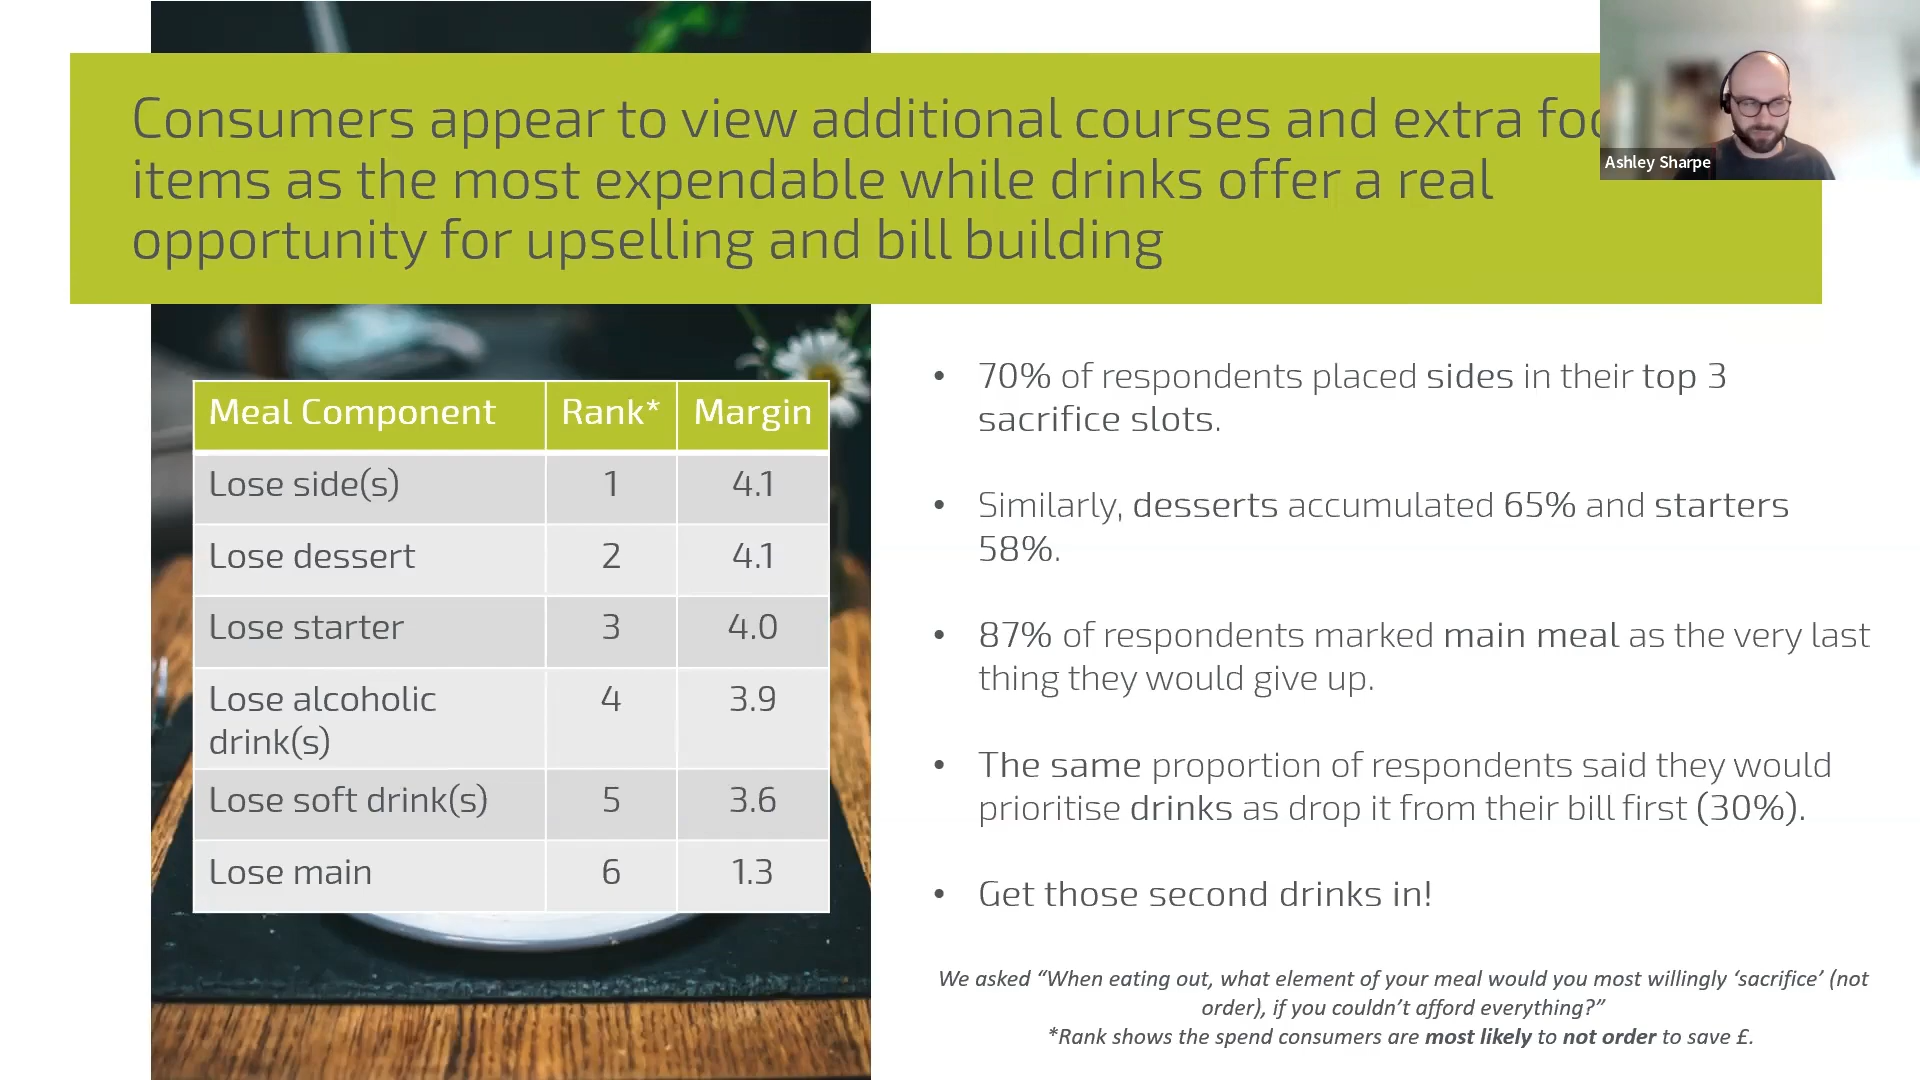 Consumers appear to view additional courses and extra
items as the most expendable while drinks offer a real
opportunity for upselling and bill building
Ashley Sharpe
Meal Component Rank* Margin
Lose side(s) 1 4.1
Lose dessert 2 4.1
Lose starter 3 4.0
Lose alcoholic
drink(s) 4 3.9
Lose soft drink(s) 5 3.6
Lose main 6 1.3
• 70% of respondents placed sides in their top 3
sacrifice slots.
• Similarly, desserts accumulated 65% and starters
58%.
• 87% of respondents marked main meal as the very last
thing they would give up.
• The same proportion of respondents said they would
prioritise drinks as drop it from their bill first (30%).
• Get those second drinks in!
We asked “When eating out, what element of your meal would you most willingly ‘sacrifice’ (not
order), if you couldn’t afford everything?”
*Rank shows the spend consumers are most likely to not order to save £.